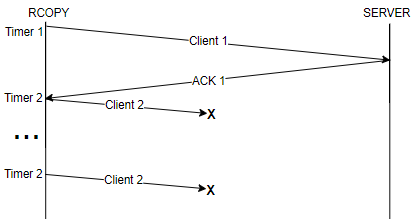 RCOPY
SERVER
Timer 1
Client 1
ACK 1
Timer 2
Client 2
X
...
Timer 2
Client 2
X